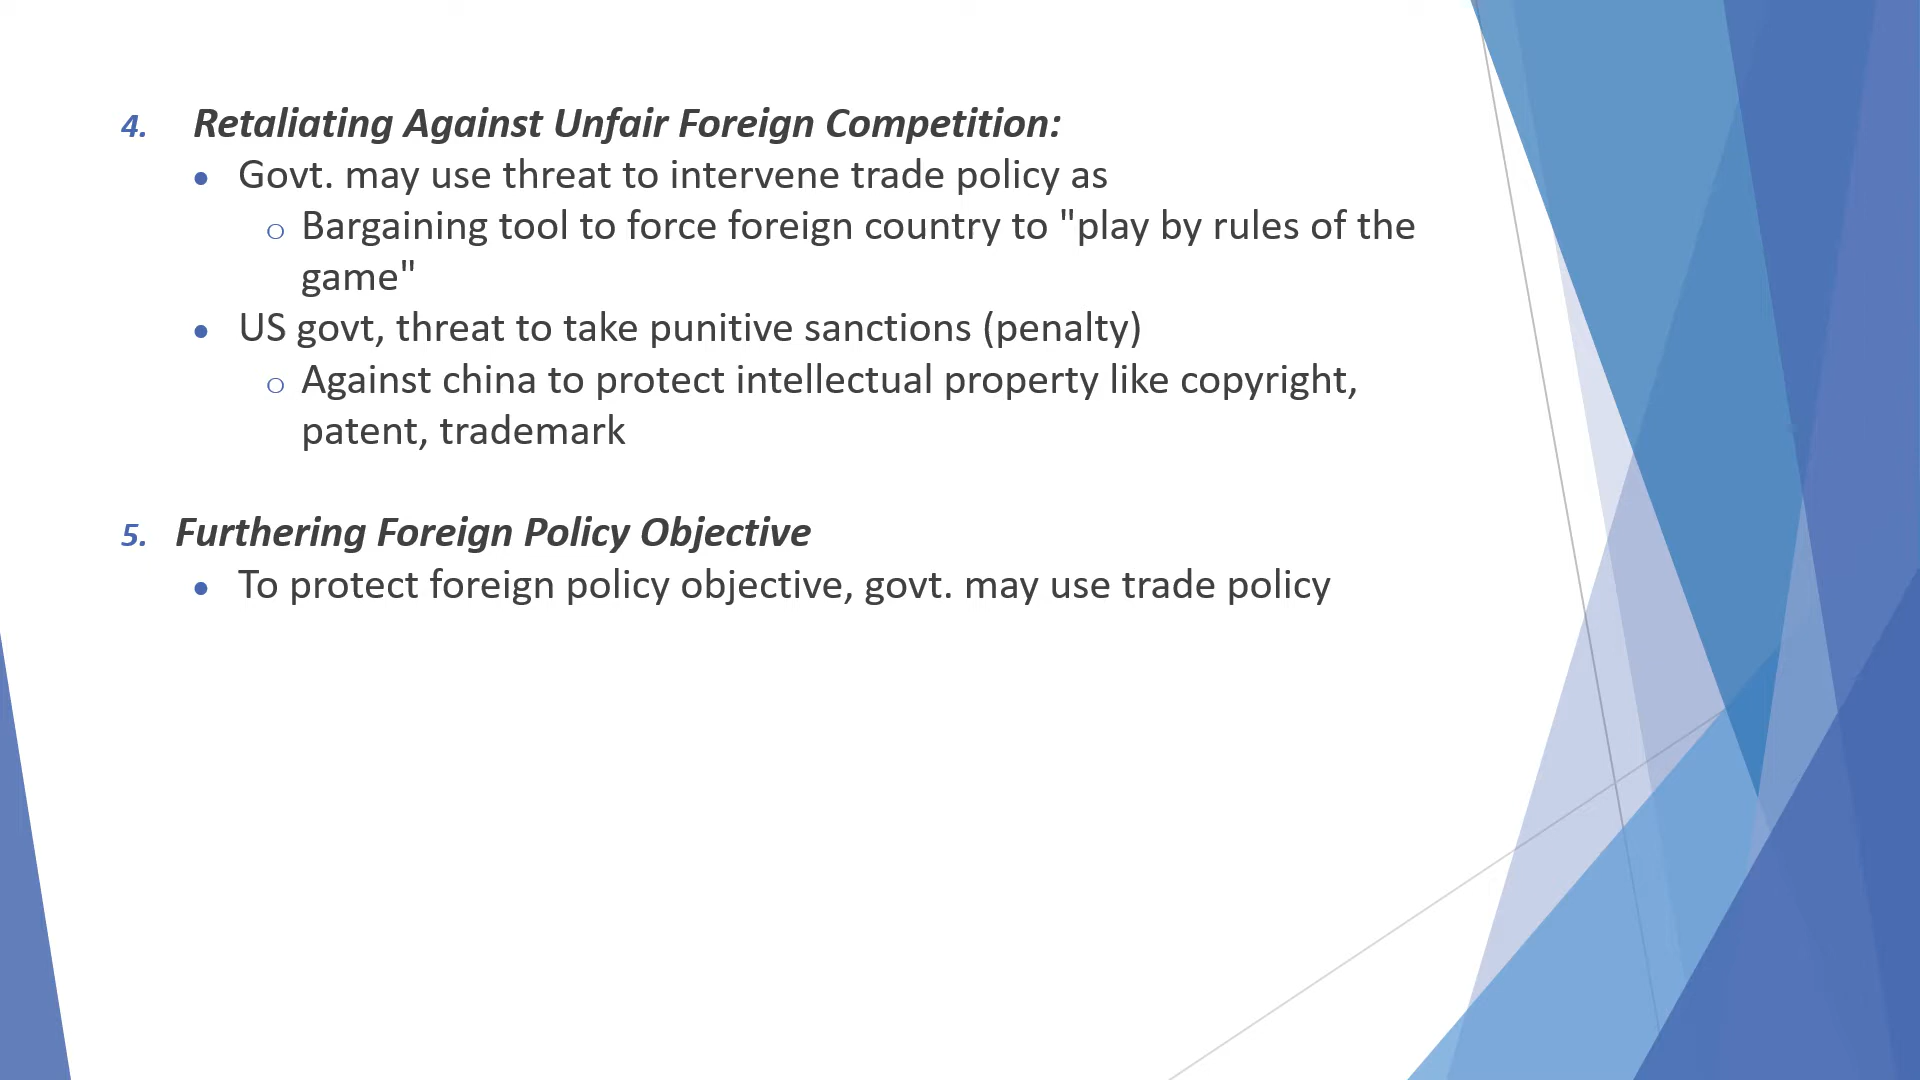 4. Retaliating Against Unfair Foreign Competition:
• Govt. may use threat to intervene trade policy as
o Bargaining tool to force foreign country to "play by rules of the
game"
• US govt, threat to take punitive sanctions (penalty)
o Against china to protect intellectual property like copyright,
patent, trademark
5. Furthering Foreign Policy Objective
• To protect foreign policy objective, govt. may use trade policy